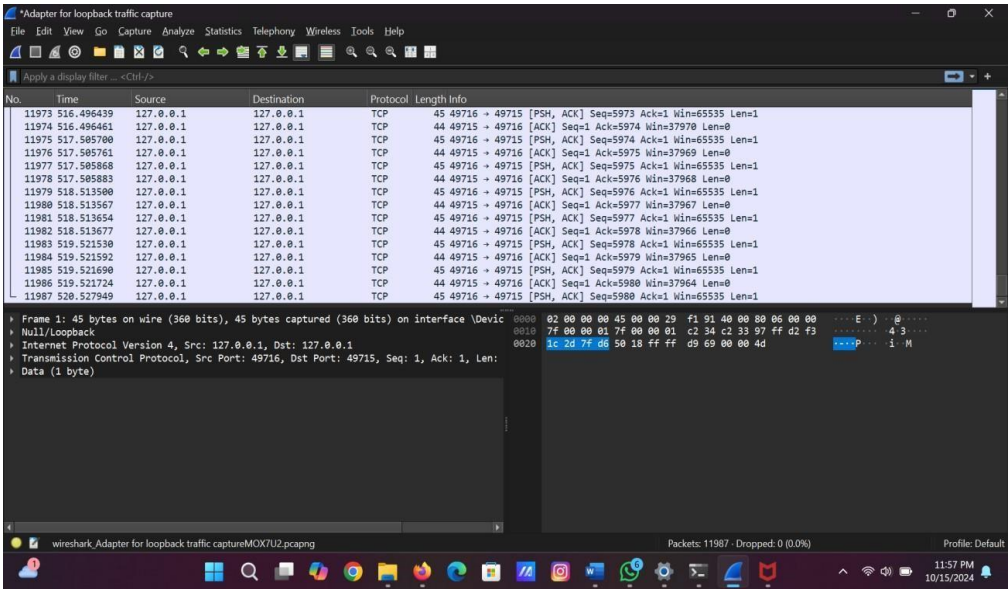 *Adapter for loopback traffic capture
File Edit View Go Capture Analyze Statistics Telephony Wireless Tools Help
Apply a display filter ... <Ctrl-/>
No. Time Source Destination Protocol Length Info
11973 516.496439 127.0.0.1 127.0.0.1 TCP 45 49716 → 49715 [PSH, ACK] Seq=5973 Ack=1 Win=65535 Len=1
11974 516.496461 127.0.0.1 127.0.0.1 TCP 44 49715 → 49716 [ACK] Seq=1 Ack=5974 Win=37970 Len=0
11975 517.505700 127.0.0.1 127.0.0.1 TCP 45 49716 → 49715 [PSH, ACK] Seq=5974 Ack=1 Win=65535 Len=1
11976 517.505761 127.0.0.1 127.0.0.1 TCP 44 49715 → 49716 [ACK] Seq=1 Ack=5975 Win=37969 Len=0
11977 517.505868 127.0.0.1 127.0.0.1 TCP 45 49716 → 49715 [PSH, ACK] Seq=5975 Ack=1 Win=65535 Len=1
11978 517.505883 127.0.0.1 127.0.0.1 TCP 44 49715 → 49716 [ACK] Seq=1 Ack=5976 Win=37968 Len=0
11979 518.513500 127.0.0.1 127.0.0.1 TCP 45 49716 → 49715 [PSH, ACK] Seq=5976 Ack=1 Win=65535 Len=1
11980 518.513567 127.0.0.1 127.0.0.1 TCP 44 49715 → 49716 [ACK] Seq=1 Ack=5977 Win=37967 Len=0
11981 518.513654 127.0.0.1 127.0.0.1 TCP 45 49716 → 49715 [PSH, ACK] Seq=5977 Ack=1 Win=65535 Len=1
11982 518.513677 127.0.0.1 127.0.0.1 TCP 44 49715 → 49716 [ACK] Seq=1 Ack=5978 Win=37966 Len=0
11983 519.521530 127.0.0.1 127.0.0.1 TCP 45 49716 → 49715 [PSH, ACK] Seq=5978 Ack=1 Win=65535 Len=1
11984 519.521592 127.0.0.1 127.0.0.1 TCP 44 49715 → 49716 [ACK] Seq=1 Ack=5979 Win=37965 Len=0
11985 519.521690 127.0.0.1 127.0.0.1 TCP 45 49716 → 49715 [PSH, ACK] Seq=5979 Ack=1 Win=65535 Len=1
11986 519.521724 127.0.0.1 127.0.0.1 TCP 44 49715 → 49716 [ACK] Seq=1 Ack=5980 Win=37964 Len=0
11987 520.527949 127.0.0.1 127.0.0.1 TCP 45 49716 → 49715 [PSH, ACK] Seq=5980 Ack=1 Win=65535 Len=1
Frame 1: 45 bytes on wire (360 bits), 45 bytes captured (360 bits) on interface \Devic
Null/Loopback
Internet Protocol Version 4, Src: 127.0.0.1, Dst: 127.0.0.1
Transmission Control Protocol, Src Port: 49716, Dst Port: 49715, Seq: 1, Ack: 1, Len:
Data (1 byte)
0000 02 00 00 00 45 00 00 29 f1 91 40 00 80 06 00 00 ····E··) ··@·····
0010 7f 00 00 01 7f 00 00 01 c2 34 c2 33 97 ff d2 f3 ········ ·4·3····
0020 1c 2d 7f d6 50 18 ff ff d9 69 00 00 4d ·-··P··· ·i··M
wireshark_Adapter for loopback traffic captureMOX7U2.pcapng
Packets: 11987 · Dropped: 0 (0.0%)
Profile: Default
11:57 PM
10/15/2024